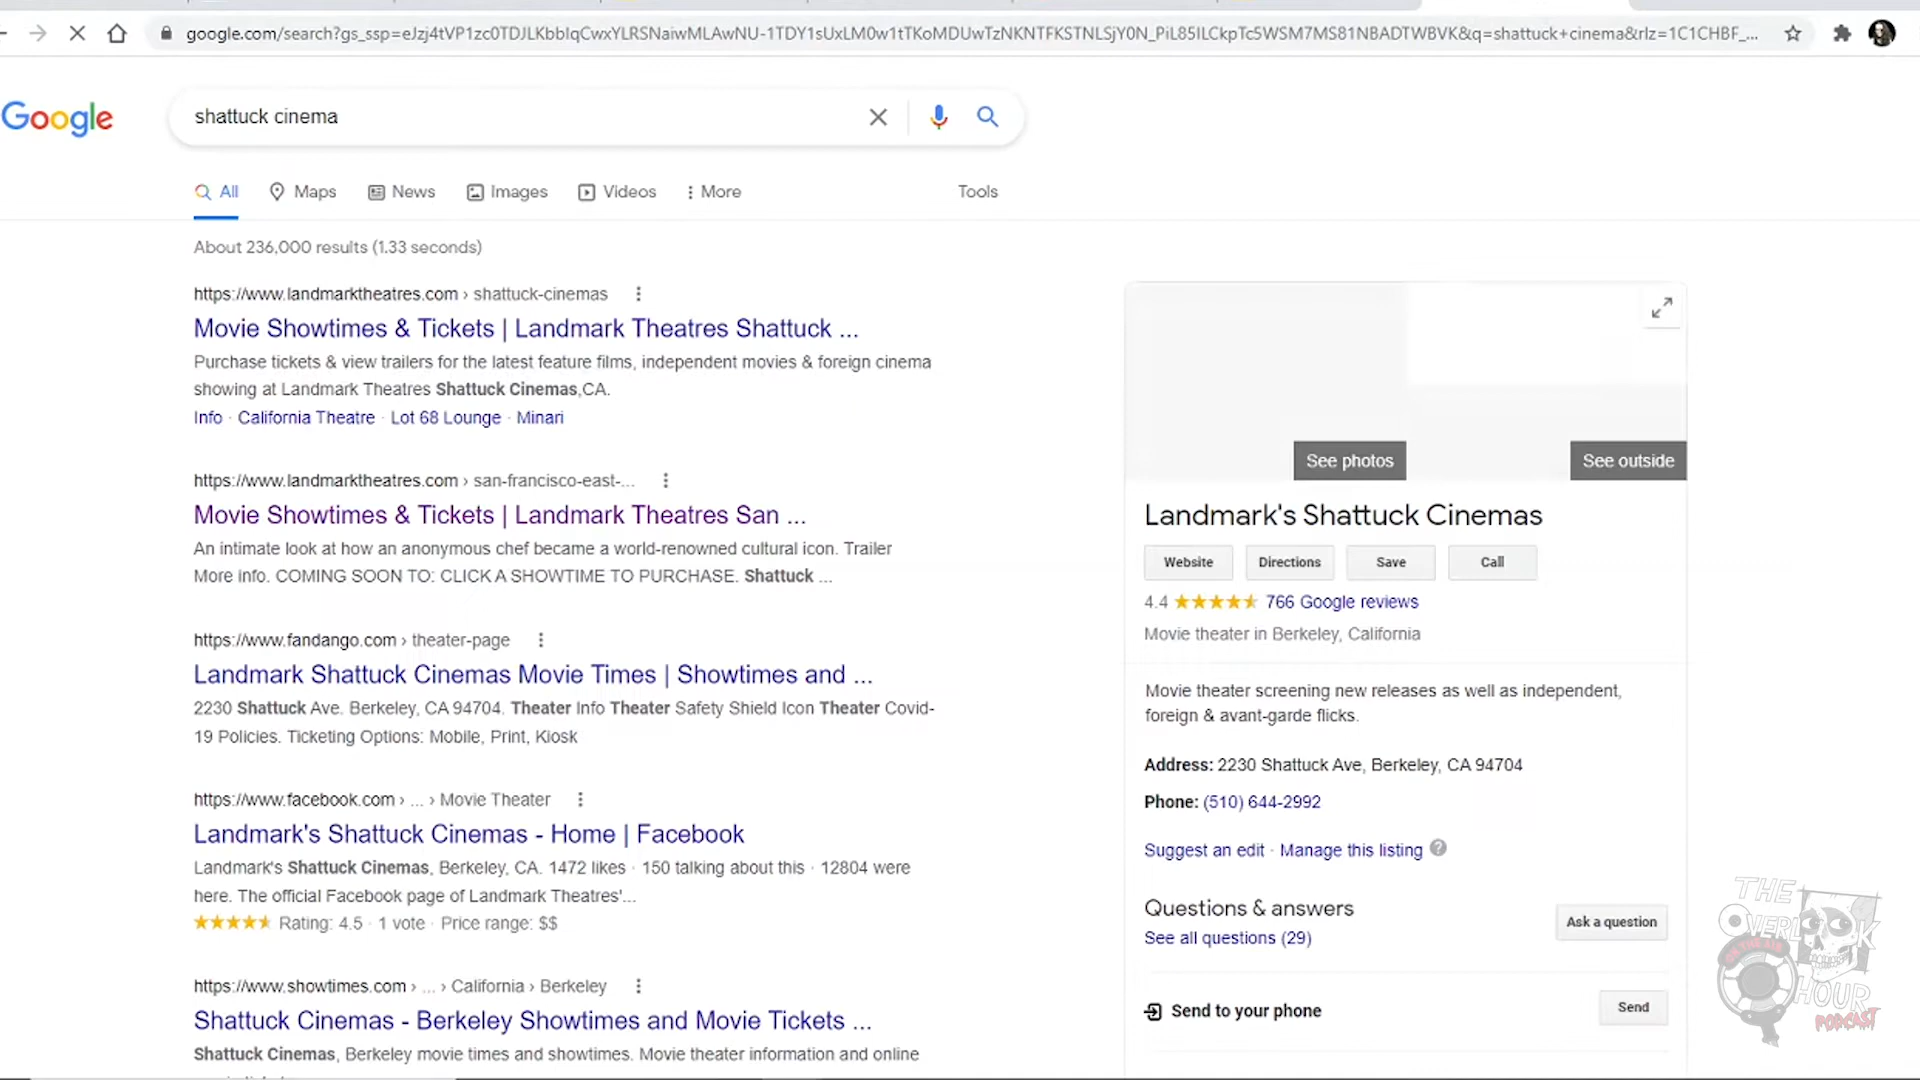 google.com/search?gs_ssp=eJzj4tVP1zc0TDJLKbbIqCwxYLRSNaiwMLAwNU-1TDY1sUxLM0w1tTKoMDUwTzNKNTFKSTNLSjY0N_PiL85ILCkpTc5WSM7MS81NBADTWBVK&q=shattuck+cinema&rlz=1C1CHBF_...
Google
shattuck cinema
All Maps News Images Videos More Tools
About 236,000 results (1.33 seconds)
https://www.landmarktheatres.com › shattuck-cinemas
Movie Showtimes & Tickets | Landmark Theatres Shattuck ...
Purchase tickets & view trailers for the latest feature films, independent movies & foreign cinema
showing at Landmark Theatres Shattuck Cinemas,CA.
Info · California Theatre · Lot 68 Lounge · Minari
https://www.landmarktheatres.com › san-francisco-east-...
Movie Showtimes & Tickets | Landmark Theatres San ...
An intimate look at how an anonymous chef became a world-renowned cultural icon. Trailer
More info. COMING SOON TO: CLICK A SHOWTIME TO PURCHASE. Shattuck ...
https://www.fandango.com › theater-page
Landmark Shattuck Cinemas Movie Times | Showtimes and ...
2230 Shattuck Ave. Berkeley, CA 94704. Theater Info Theater Safety Shield Icon Theater Covid-
19 Policies. Ticketing Options: Mobile, Print, Kiosk
https://www.facebook.com › ... › Movie Theater
Landmark's Shattuck Cinemas - Home | Facebook
Landmark's Shattuck Cinemas, Berkeley, CA. 1472 likes · 150 talking about this · 12804 were
here. The official Facebook page of Landmark Theatres'...
Rating: 4.5 · 1 vote · Price range: $$
https://www.showtimes.com › ... › California › Berkeley
Shattuck Cinemas - Berkeley Showtimes and Movie Tickets ...
Shattuck Cinemas, Berkeley movie times and showtimes. Movie theater information and online
See photos
See outside
Landmark's Shattuck Cinemas
Website Directions Save Call
4.4 766 Google reviews
Movie theater in Berkeley, California
Movie theater screening new releases as well as independent,
foreign & avant-garde flicks.
Address: 2230 Shattuck Ave, Berkeley, CA 94704
Phone: (510) 644-2992
Suggest an edit · Manage this listing
Questions & answers
See all questions (29)
Ask a question
Send to your phone
Send
THE
OVERLOOK
ON THE AIR
HOUR
PODCAST